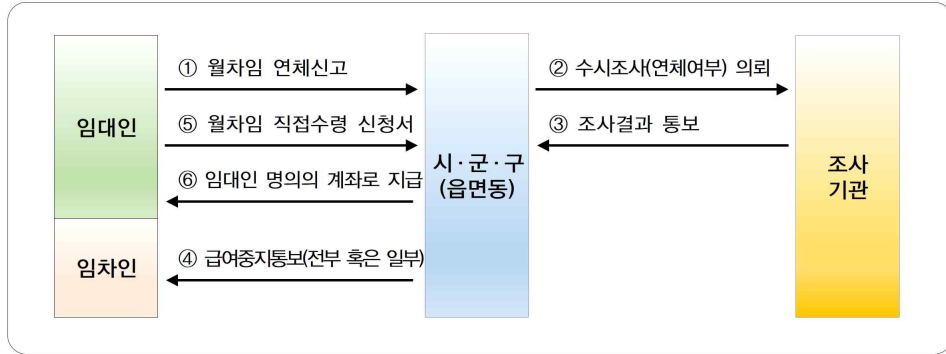 임대인
임차인
① 월차임 연체신고
⑤ 월차임 직접수령 신청서
⑥ 임대인 명의의 계좌로 지급
④ 급여중지통보(전부 혹은 일부)
시·군·구
(읍면동)
② 수시조사(연체여부) 의뢰
③ 조사결과 통보
조사
기관